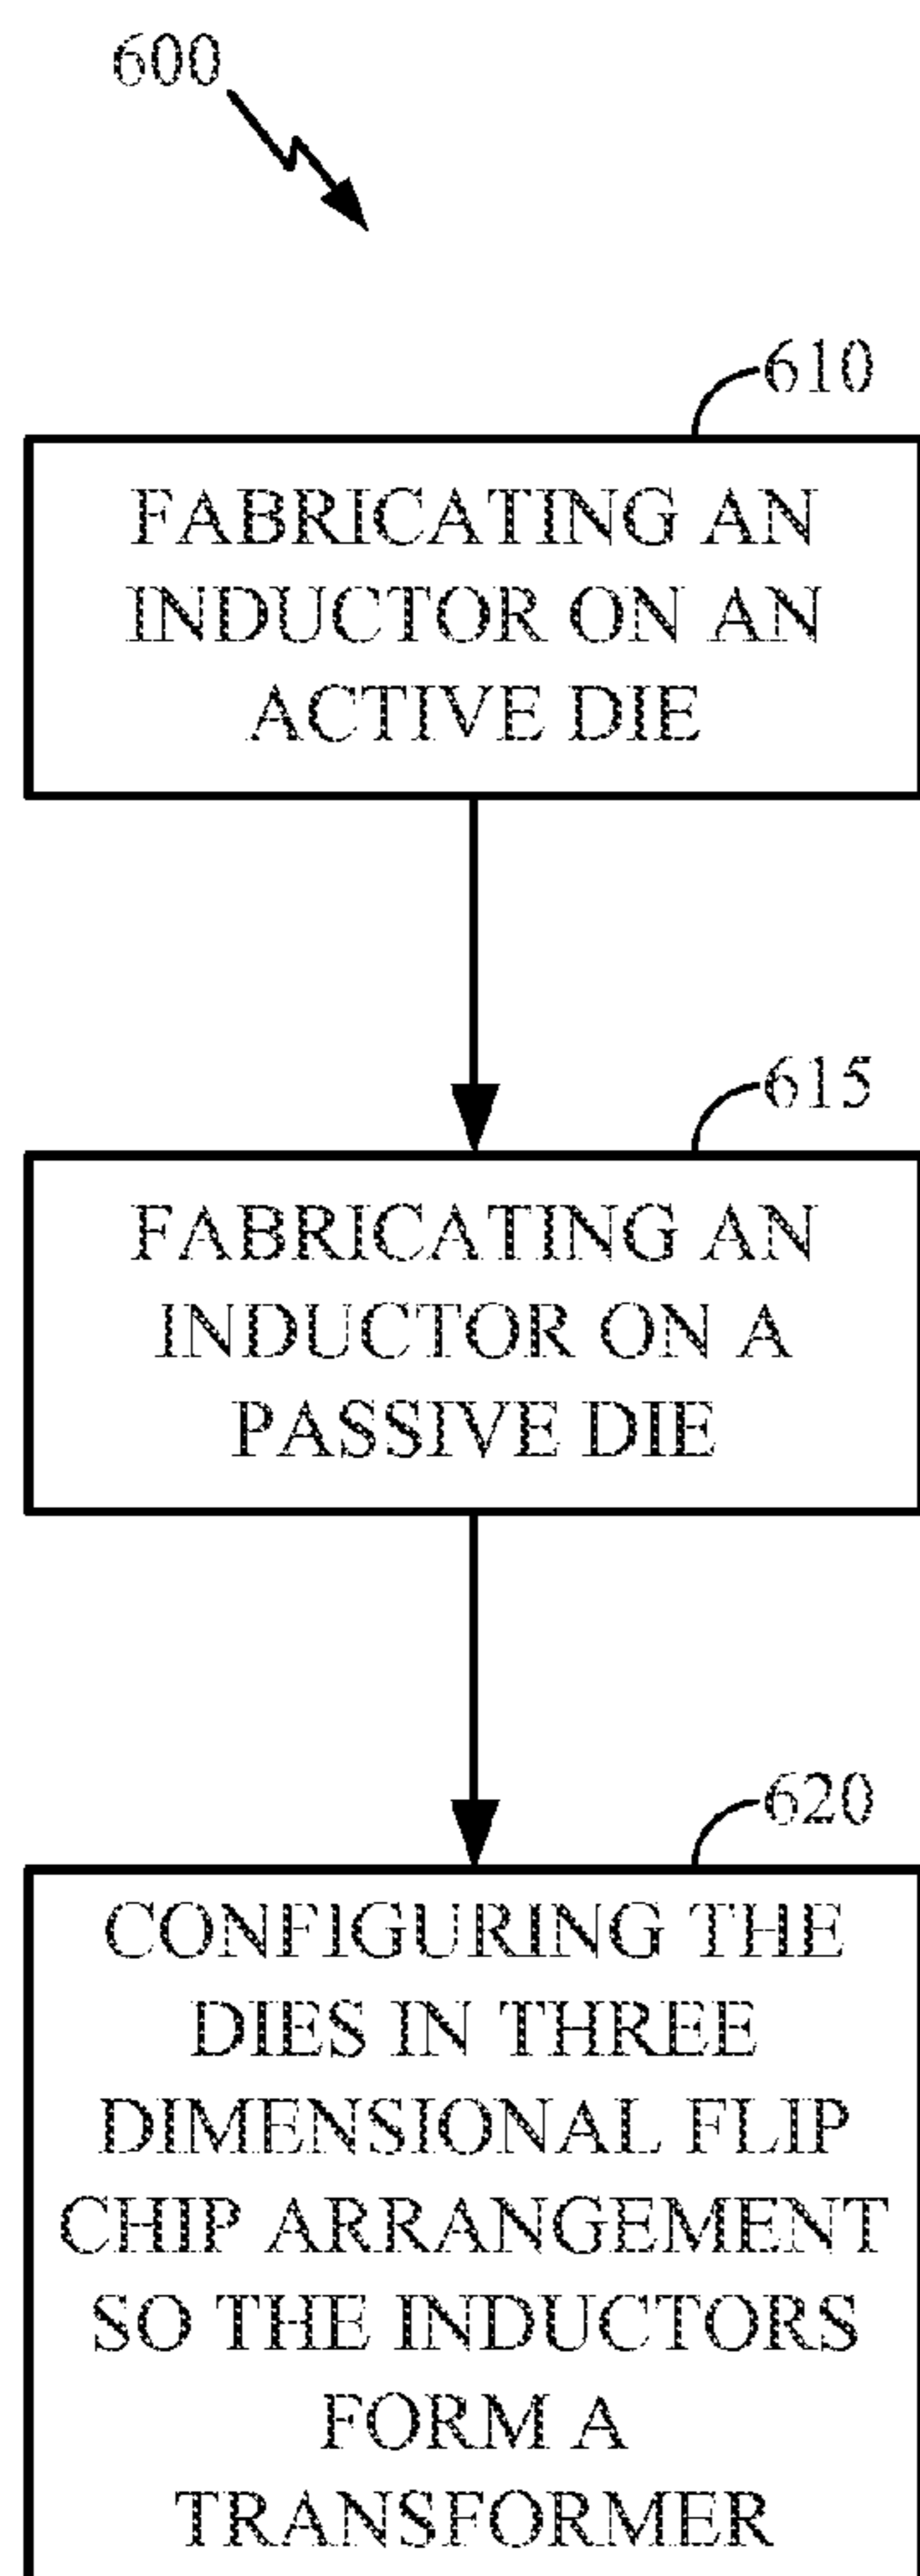 600
610
FABRICATING AN
INDUCTOR ON AN
ACTIVE DIE
615
FABRICATING AN
INDUCTOR ON A
PASSIVE DIE
620
CONFIGURING THE
DIES IN THREE
DIMENSIONAL FLIP
CHIP ARRANGEMENT
SO THE INDUCTORS
FORM A
TRANSFORMER